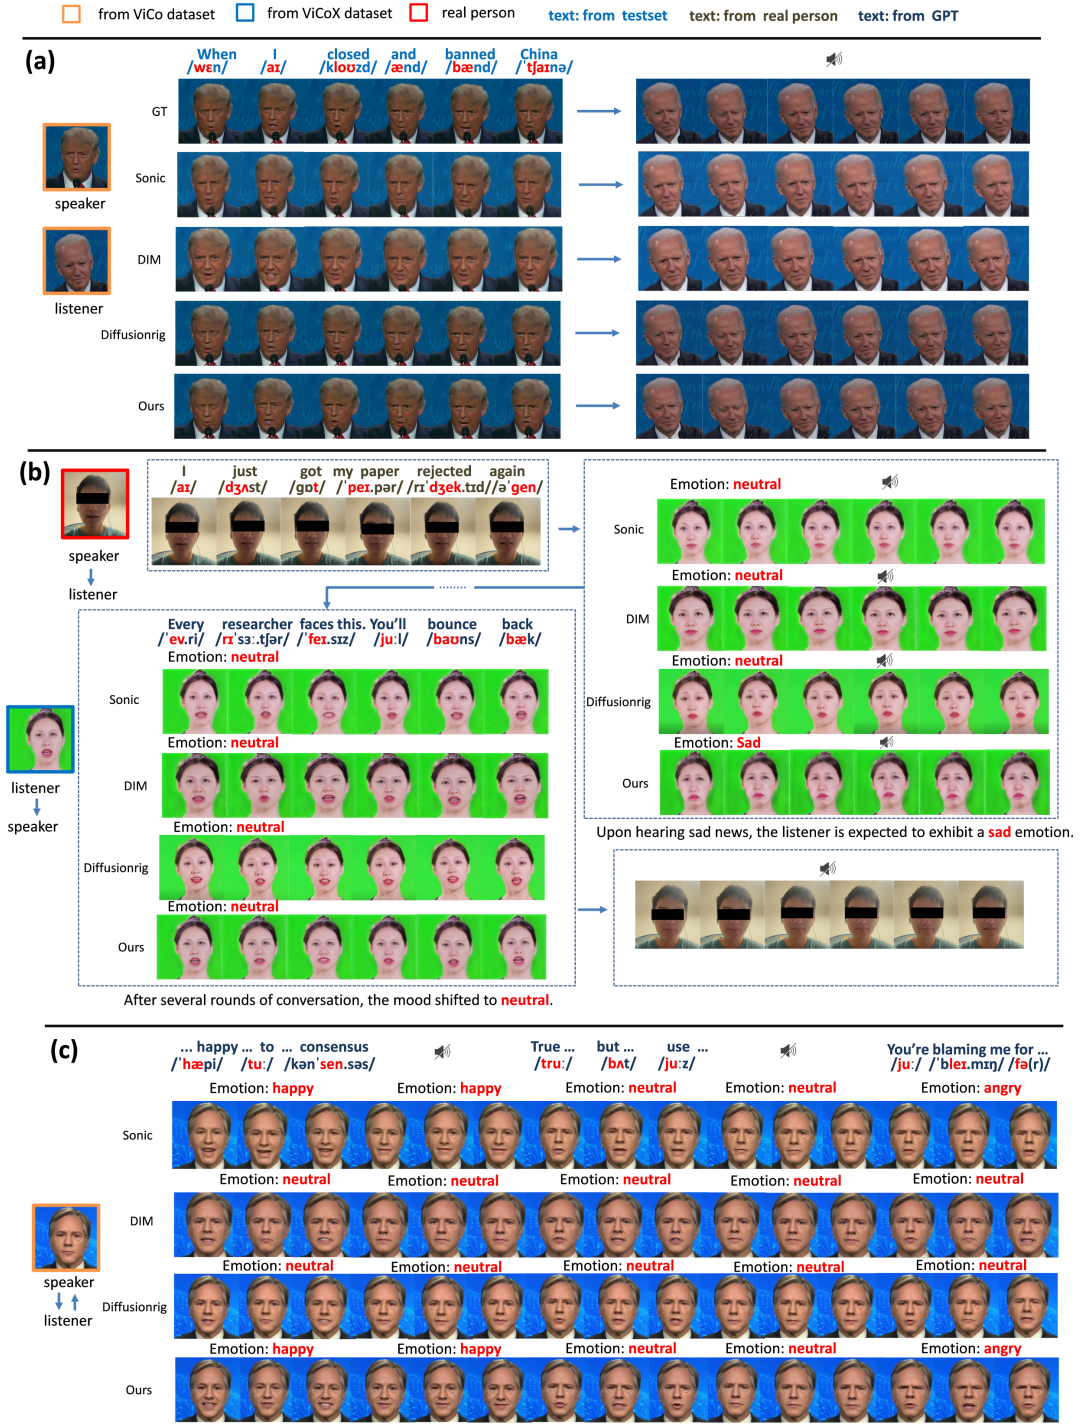 from ViCo dataset from ViCoX dataset real person text: from testset text: from real person text: from GPT
(a)
When I closed and banned China
/wɛn/ /aɪ/ /kloʊzd/ /ænd/ /bænd/ /ˈtʃaɪnə/
GT
Sonic
speaker
DIM
listener
Diffusionrig
Ours
(b)
I just got my paper rejected again
/aɪ/ /dʒʌst/ /gɒt/ /ˈpeɪ.pər/ /rɪˈdʒek.tɪd/ /əˈgen/
speaker
listener
Emotion: neutral
Sonic
Emotion: neutral
DIM
Emotion: neutral
Diffusionrig
Emotion: Sad
Ours
Upon hearing sad news, the listener is expected to exhibit a sad emotion.
Every researcher faces this. You'll bounce back
/ˈev.ri/ /rɪˈsɜː.tʃər/ /ˈfeɪ.sɪz/ /juːl/ /baʊns/ /bæk/
Emotion: neutral
Sonic
Emotion: neutral
DIM
Emotion: neutral
Diffusionrig
Emotion: neutral
Ours
listener
speaker
After several rounds of conversation, the mood shifted to neutral.
(c)
... happy ... to ... consensus True ... but ... use ... You're blaming me for ...
/ˈhæpi/ /tuː/ /kənˈsen.səs/ /truː/ /bʌt/ /juːz/ /juː/ /ˈbleɪ.mɪŋ/ /fə(r)/
Emotion: happy Emotion: happy Emotion: neutral Emotion: neutral Emotion: angry
Sonic
Emotion: neutral Emotion: happy Emotion: neutral Emotion: neutral Emotion: neutral
DIM
Emotion: neutral Emotion: neutral Emotion: neutral Emotion: neutral Emotion: neutral
Diffusionrig
Emotion: happy Emotion: happy Emotion: neutral Emotion: neutral Emotion: angry
Ours
speaker
listener